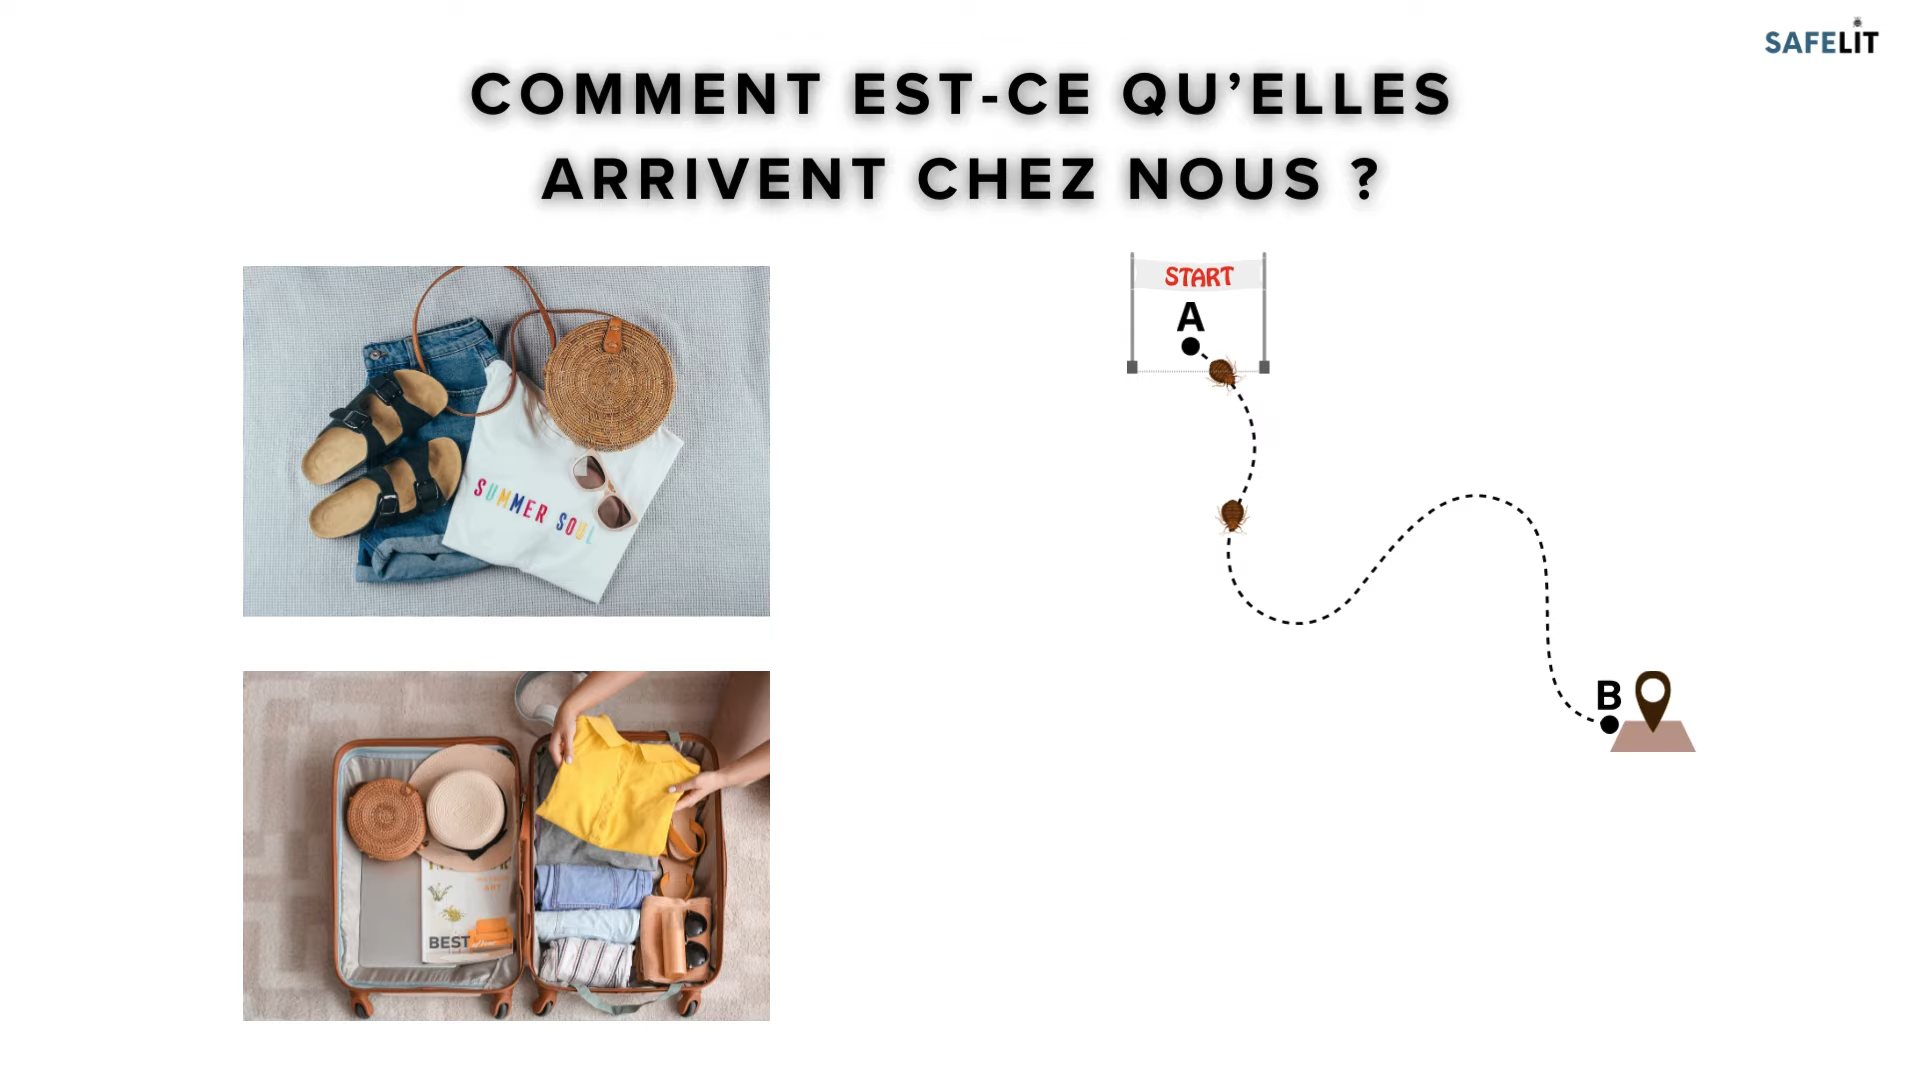 SAFELIT
COMMENT EST-CE QU’ELLES
ARRIVENT CHEZ NOUS ?
START
A
SUMMER SOUL
B
BEST